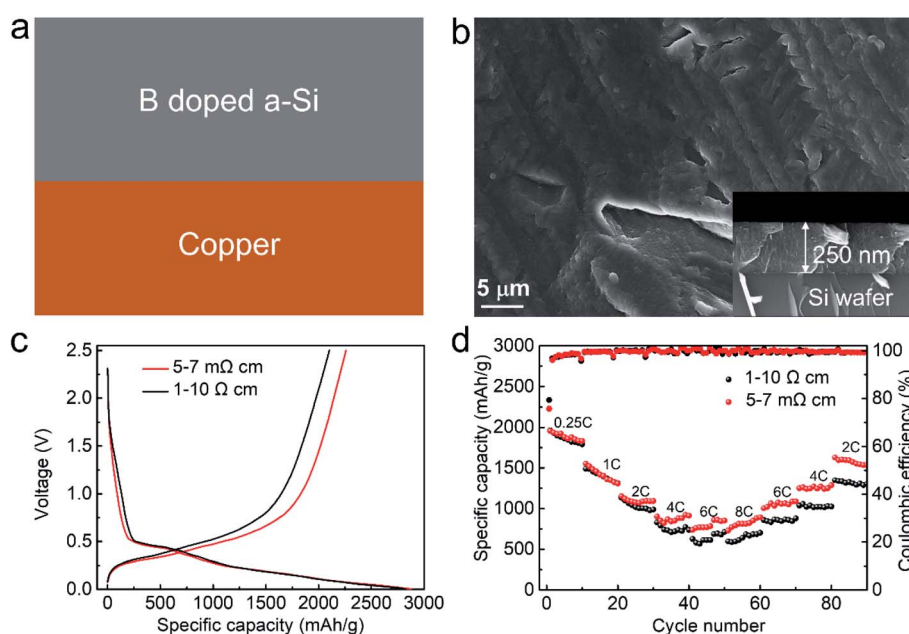 a
B doped a-Si
Copper
b
250 nm
5 μm
Si wafer
c
2.5
2.0
1.5
1.0
0.5
0.0
Voltage (V)
5-7 mΩ cm
1-10 Ω cm
0 500 1000 1500 2000 2500 3000
Specific capacity (mAh/g)
d
3000
2500
2000
1500
1000
500
0
Specific capacity (mAh/g)
1-10 Ω cm
5-7 mΩ cm
0.25C
1C
2C
4C
6C
8C
6C
4C
2C
100
80
60
40
20
0
Coulombic efficiency (%)
0 20 40 60 80
Cycle number